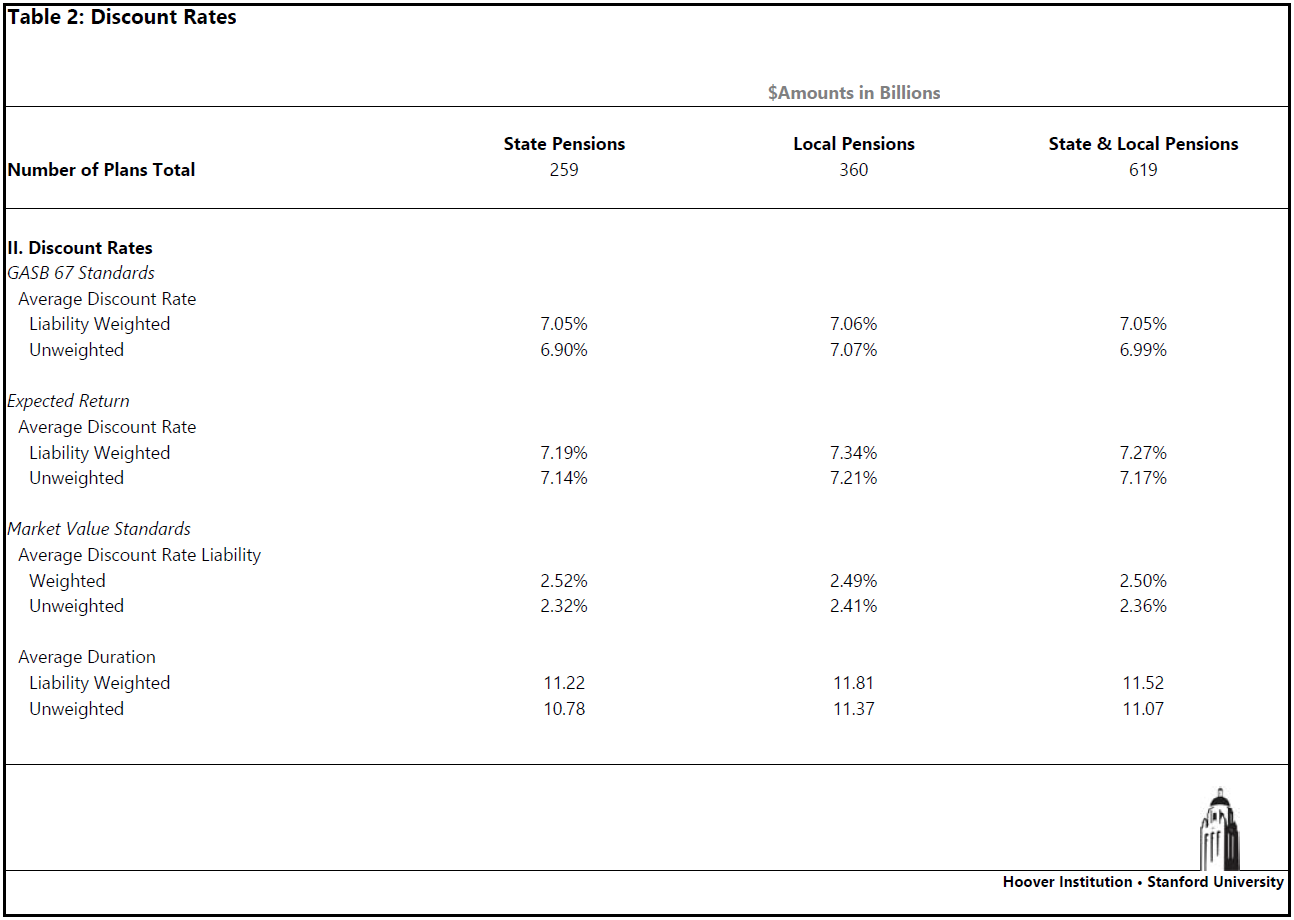 Table 2: Discount Rates
$Amounts in Billions
State Pensions Local Pensions State & Local Pensions
Number of Plans Total 259 360 619
II. Discount Rates
GASB 67 Standards
Average Discount Rate
Liability Weighted 7.05% 7.06% 7.05%
Unweighted 6.90% 7.07% 6.99%
Expected Return
Average Discount Rate
Liability Weighted 7.19% 7.34% 7.27%
Unweighted 7.14% 7.21% 7.17%
Market Value Standards
Average Discount Rate Liability
Weighted 2.52% 2.49% 2.50%
Unweighted 2.32% 2.41% 2.36%
Average Duration
Liability Weighted 11.22 11.81 11.52
Unweighted 10.78 11.37 11.07
Hoover Institution • Stanford University